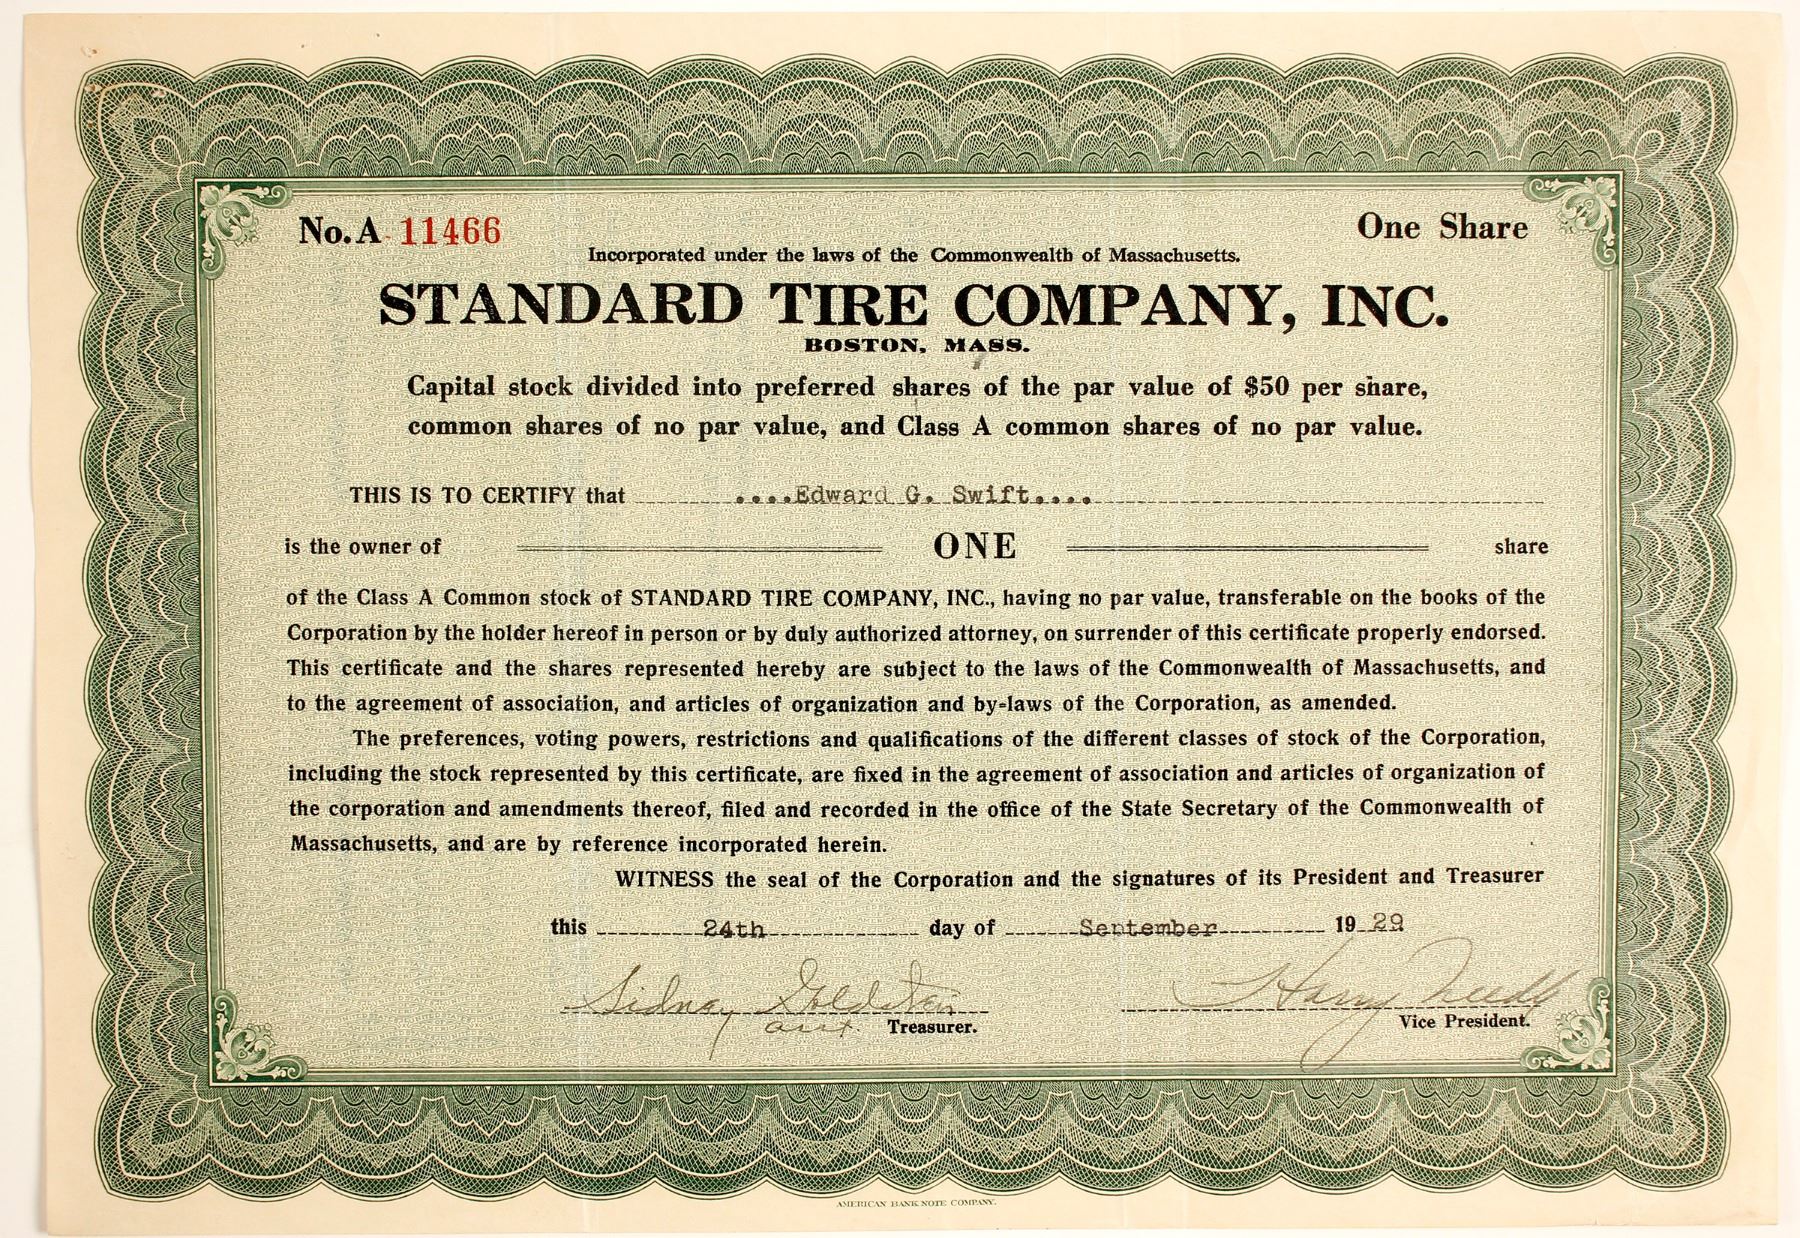 No. A 11466
One Share
Incorporated under the laws of the Commonwealth of Massachusetts.
STANDARD TIRE COMPANY, INC.
BOSTON, MASS.
Capital stock divided into preferred shares of the par value of $50 per share,
common shares of no par value, and Class A common shares of no par value.
THIS IS TO CERTIFY that ....Edward G. Swift....
is the owner of ONE share
of the Class A Common stock of STANDARD TIRE COMPANY, INC., having no par value, transferable on the books of the
Corporation by the holder hereof in person or by duly authorized attorney, on surrender of this certificate properly endorsed.
This certificate and the shares represented hereby are subject to the laws of the Commonwealth of Massachusetts, and
to the agreement of association, and articles of organization and by-laws of the Corporation, as amended.
The preferences, voting powers, restrictions and qualifications of the different classes of stock of the Corporation,
including the stock represented by this certificate, are fixed in the agreement of association and articles of organization of
the corporation and amendments thereof, filed and recorded in the office of the State Secretary of the Commonwealth of
Massachusetts, and are by reference incorporated herein.
WITNESS the seal of the Corporation and the signatures of its President and Treasurer
this 24th day of September 1929
Sidney Goldstein Harry
Treasurer. Vice President.
AMERICAN BANK NOTE COMPANY.